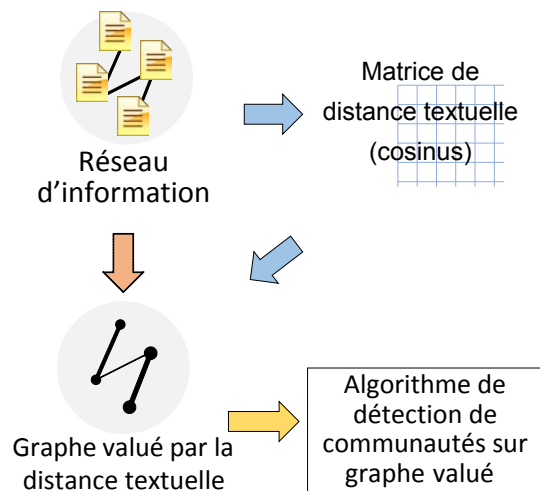 Matrice de
distance textuelle
(cosinus)
Réseau
d’information
Graphe valué par la
distance textuelle
Algorithme de
détection de
communautés sur
graphe valué